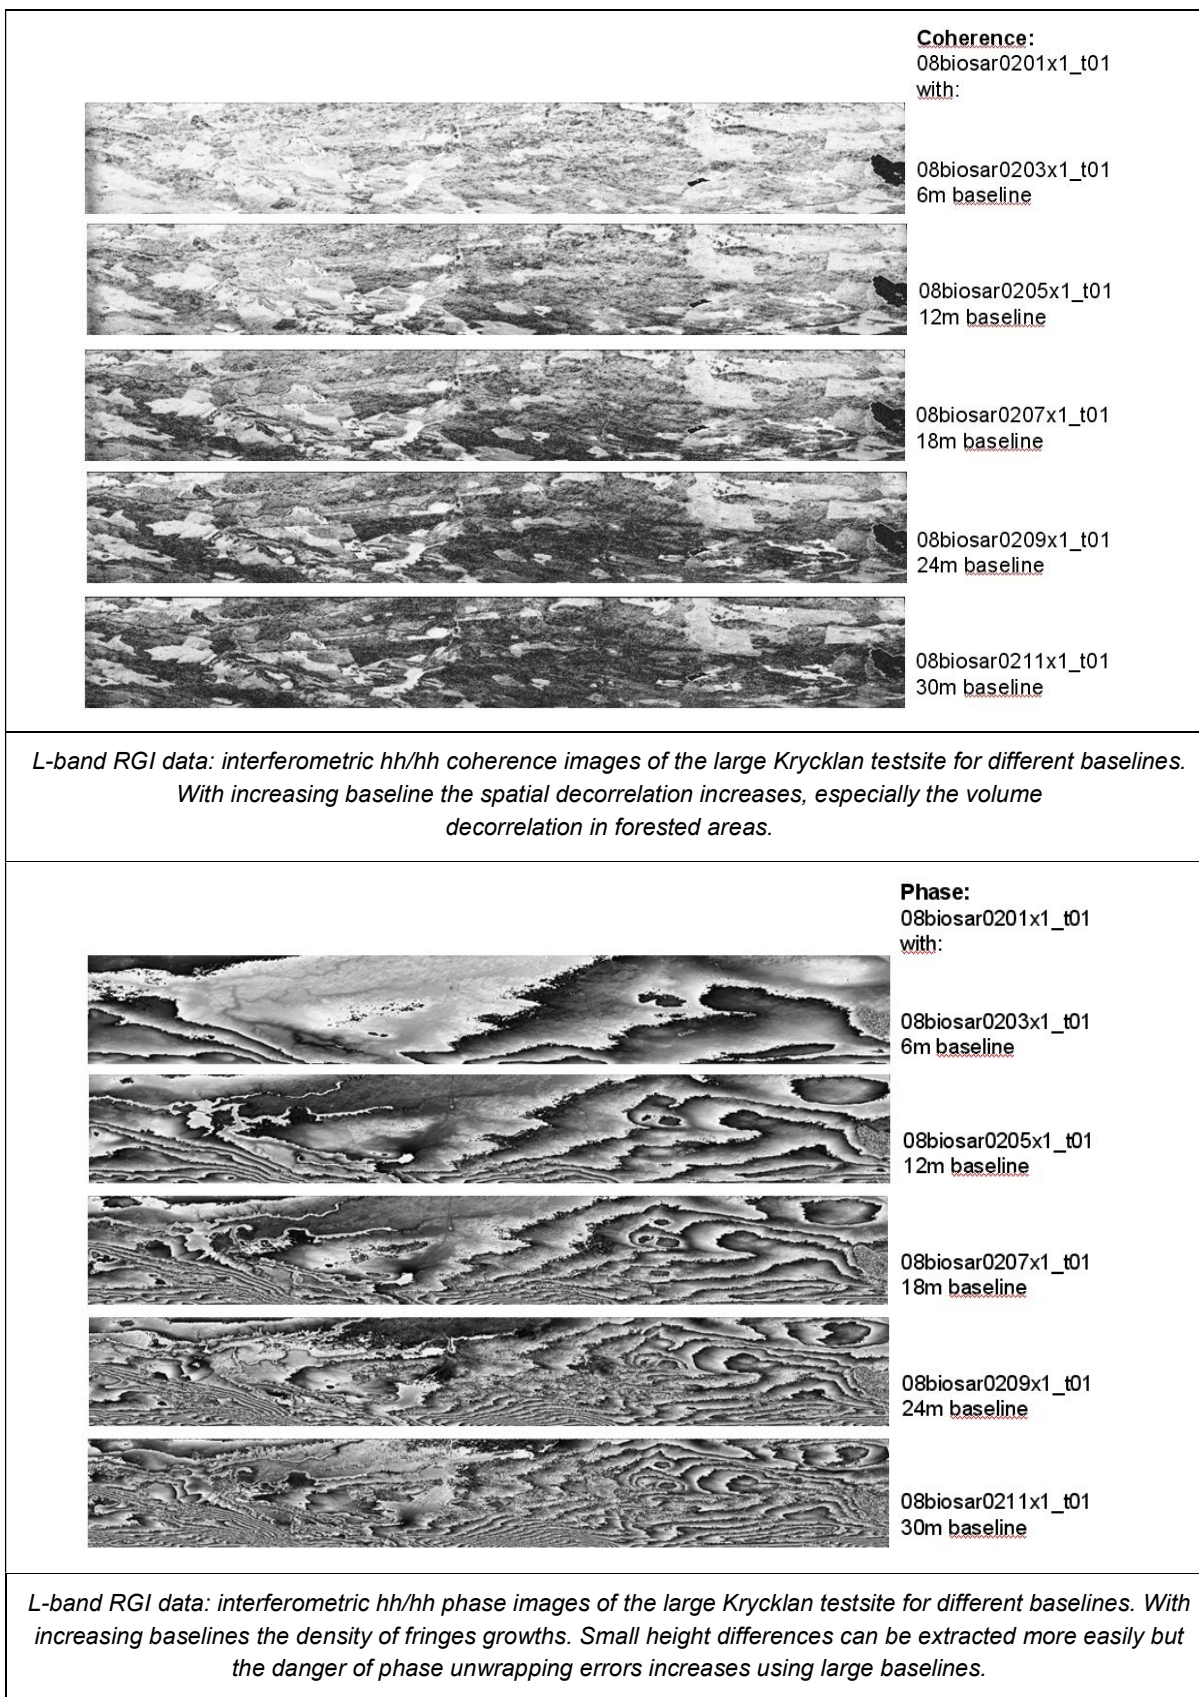 Coherence:
08biosar0201x1_t01
with:
08biosar0203x1_t01
6m baseline
08biosar0205x1_t01
12m baseline
08biosar0207x1_t01
18m baseline
08biosar0209x1_t01
24m baseline
08biosar0211x1_t01
30m baseline
L-band RGI data: interferometric hh/hh coherence images of the large Krycklan testsite for different baselines.
With increasing baseline the spatial decorrelation increases, especially the volume
decorrelation in forested areas.
Phase:
08biosar0201x1_t01
with:
08biosar0203x1_t01
6m baseline
08biosar0205x1_t01
12m baseline
08biosar0207x1_t01
18m baseline
08biosar0209x1_t01
24m baseline
08biosar0211x1_t01
30m baseline
L-band RGI data: interferometric hh/hh phase images of the large Krycklan testsite for different baselines. With
increasing baselines the density of fringes growths. Small height differences can be extracted more easily but
the danger of phase unwrapping errors increases using large baselines.